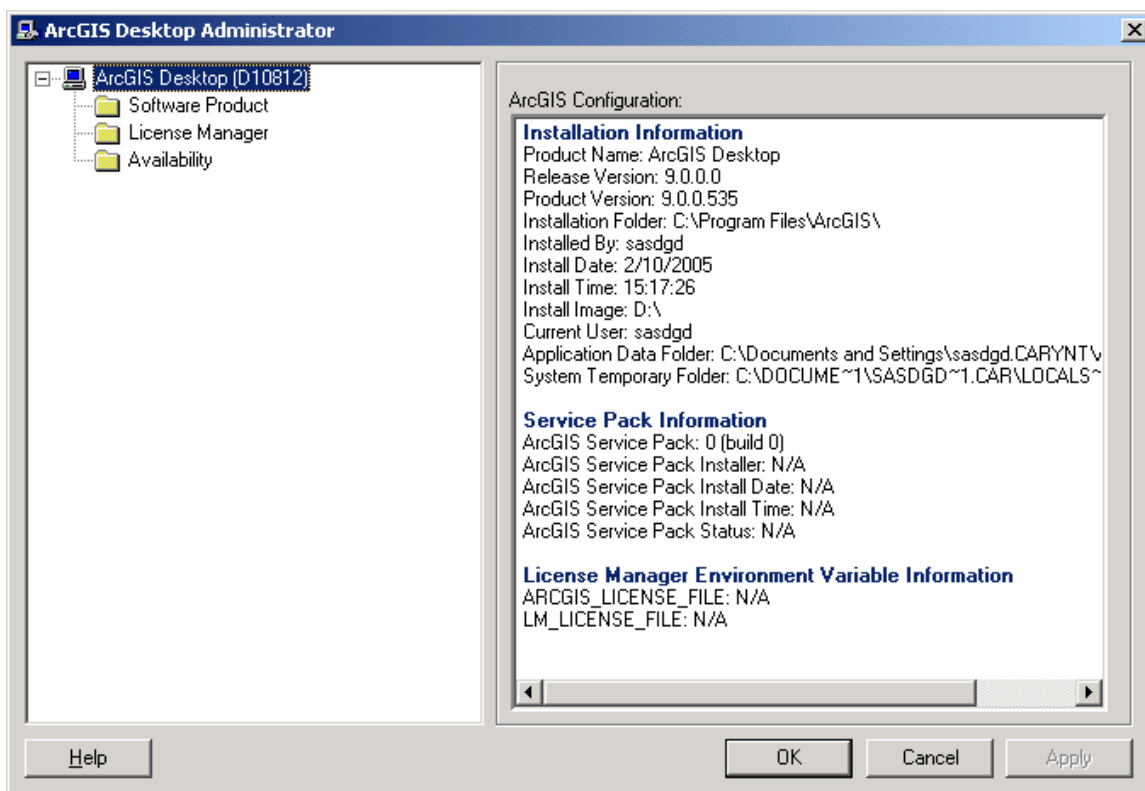 ArcGIS Desktop Administrator
ArcGIS Desktop (D10812)
Software Product
License Manager
Availability
ArcGIS Configuration:
Installation Information
Product Name: ArcGIS Desktop
Release Version: 9.0.0.0
Product Version: 9.0.0.535
Installation Folder: C:\Program Files\ArcGIS\
Installed By: sasdgd
Install Date: 2/10/2005
Install Time: 15:17:26
Install Image: D:\
Current User: sasdgd
Application Data Folder: C:\Documents and Settings\sasdgd.CARYNT\
System Temporary Folder: C:\DOCUME~1\SASDGD~1.CAR\LOCALS~
Service Pack Information
ArcGIS Service Pack: 0 (build 0)
ArcGIS Service Pack Installer: N/A
ArcGIS Service Pack Install Date: N/A
ArcGIS Service Pack Install Time: N/A
ArcGIS Service Pack Status: N/A
License Manager Environment Variable Information
ARCGIS_LICENSE_FILE: N/A
LM_LICENSE_FILE: N/A
Help
OK
Cancel
Apply